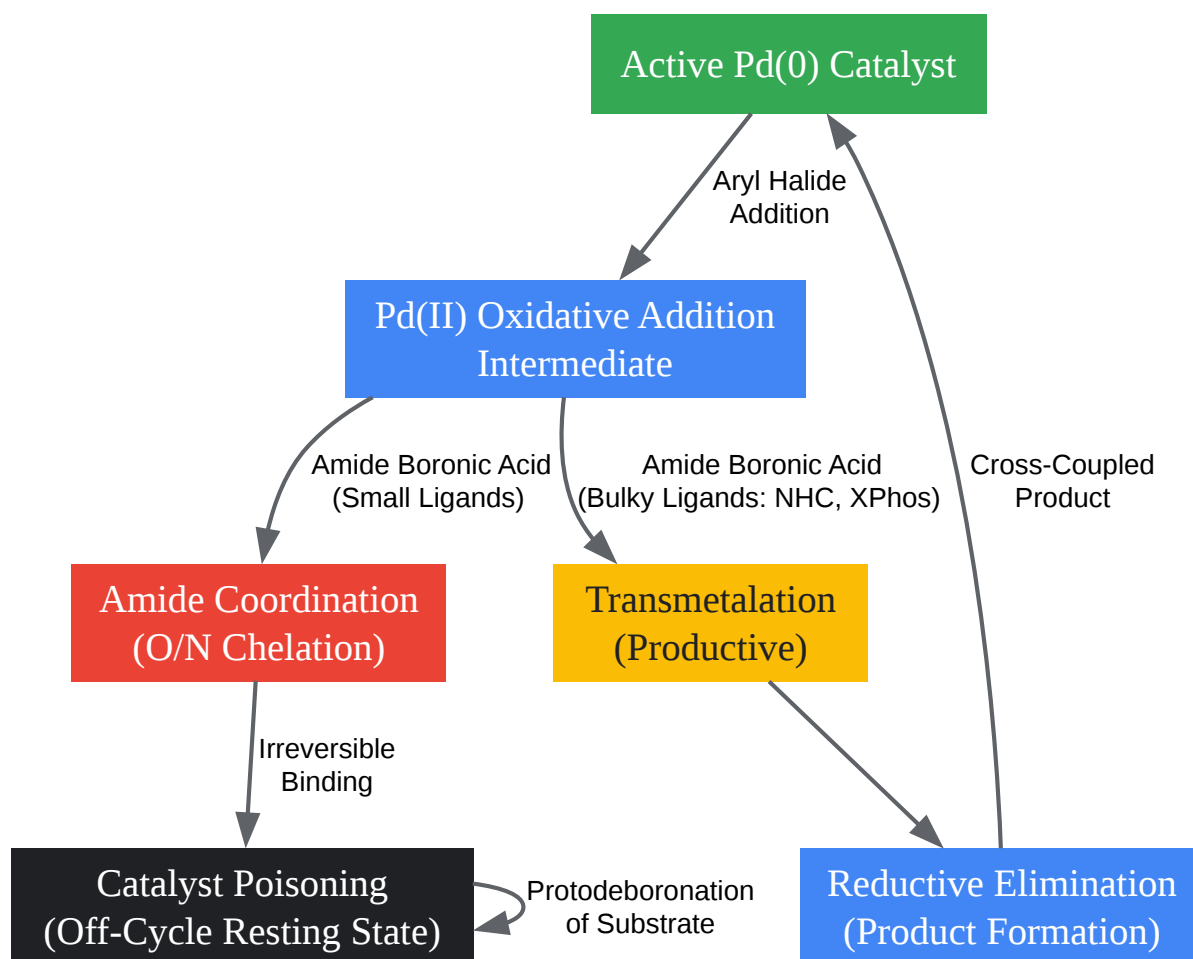 Active Pd(0) Catalyst
Aryl Halide
Addition
Pd(II) Oxidative Addition
Intermediate
Amide Boronic Acid
(Small Ligands)
Amide Boronic Acid
(Bulky Ligands: NHC, XPhos)
Cross-Coupled
Product
Amide Coordination
(O/N Chelation)
Transmetalation
(Productive)
Irreversible
Binding
Catalyst Poisoning
(Off-Cycle Resting State)
Protodeboronation
of Substrate
Reductive Elimination
(Product Formation)